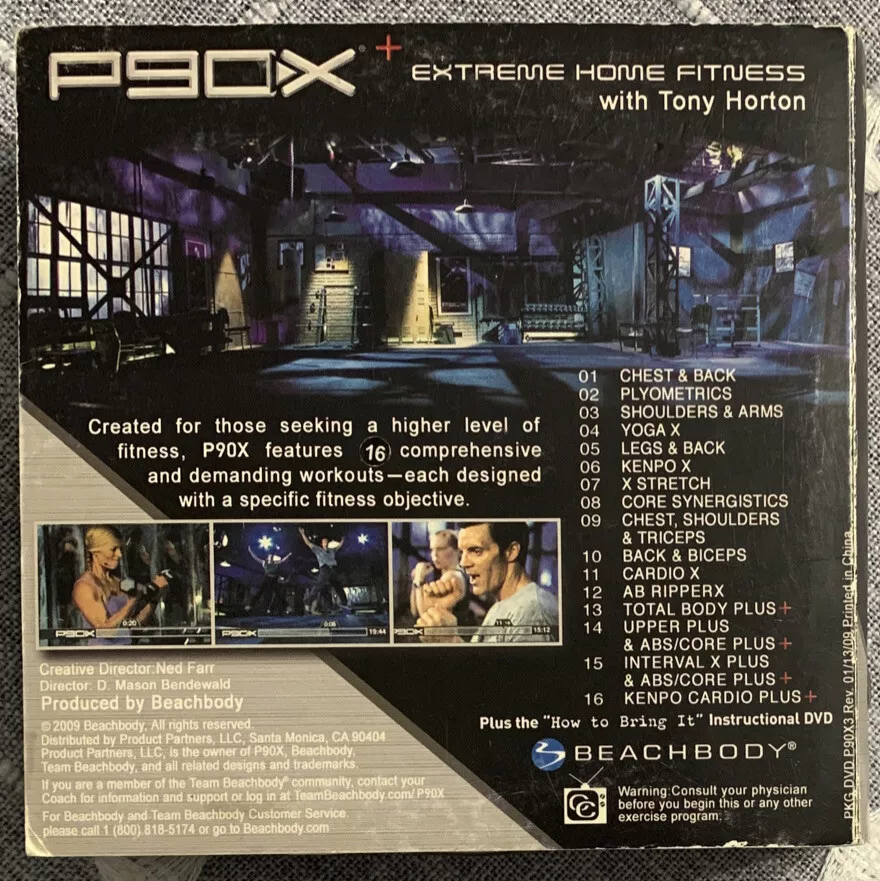 P90X® +
EXTREME HOME FITNESS
with Tony Horton
Created for those seeking a higher level of
fitness, P90X features 16 comprehensive
and demanding workouts—each designed
with a specific fitness objective.
01 CHEST & BACK
02 PLYOMETRICS
03 SHOULDERS & ARMS
04 YOGA X
05 LEGS & BACK
06 KENPO X
07 X STRETCH
08 CORE SYNERGISTICS
09 CHEST, SHOULDERS
& TRICEPS
10 BACK & BICEPS
11 CARDIO X
12 AB RIPPERX
13 TOTAL BODY PLUS+
14 UPPER PLUS
& ABS/CORE PLUS+
15 INTERVAL X PLUS
& ABS/CORE PLUS+
16 KENPO CARDIO PLUS+
Plus the "How to Bring It" Instructional DVD
P90X 0:20
P90X 0:06 19:44
P90X 15:12
Creative Director: Ned Farr
Director: D. Mason Bendewald
Produced by Beachbody
© 2009 Beachbody, All rights reserved.
Distributed by Product Partners, LLC, Santa Monica, CA 90404
Product Partners, LLC, is the owner of P90X, Beachbody,
Team Beachbody, and all related designs and trademarks.
If you are a member of the Team Beachbody® community, contact your
Coach for information and support or log in at TeamBeachbody.com/P90X
For Beachbody and Team Beachbody Customer Service
please call 1 (800) 818-5174 or go to Beachbody.com
BEACHBODY®
CC
Warning: Consult your physician
before you begin this or any other
exercise program.
PKG DVD P90X3 Rev. 01/13/09 Printed in China.